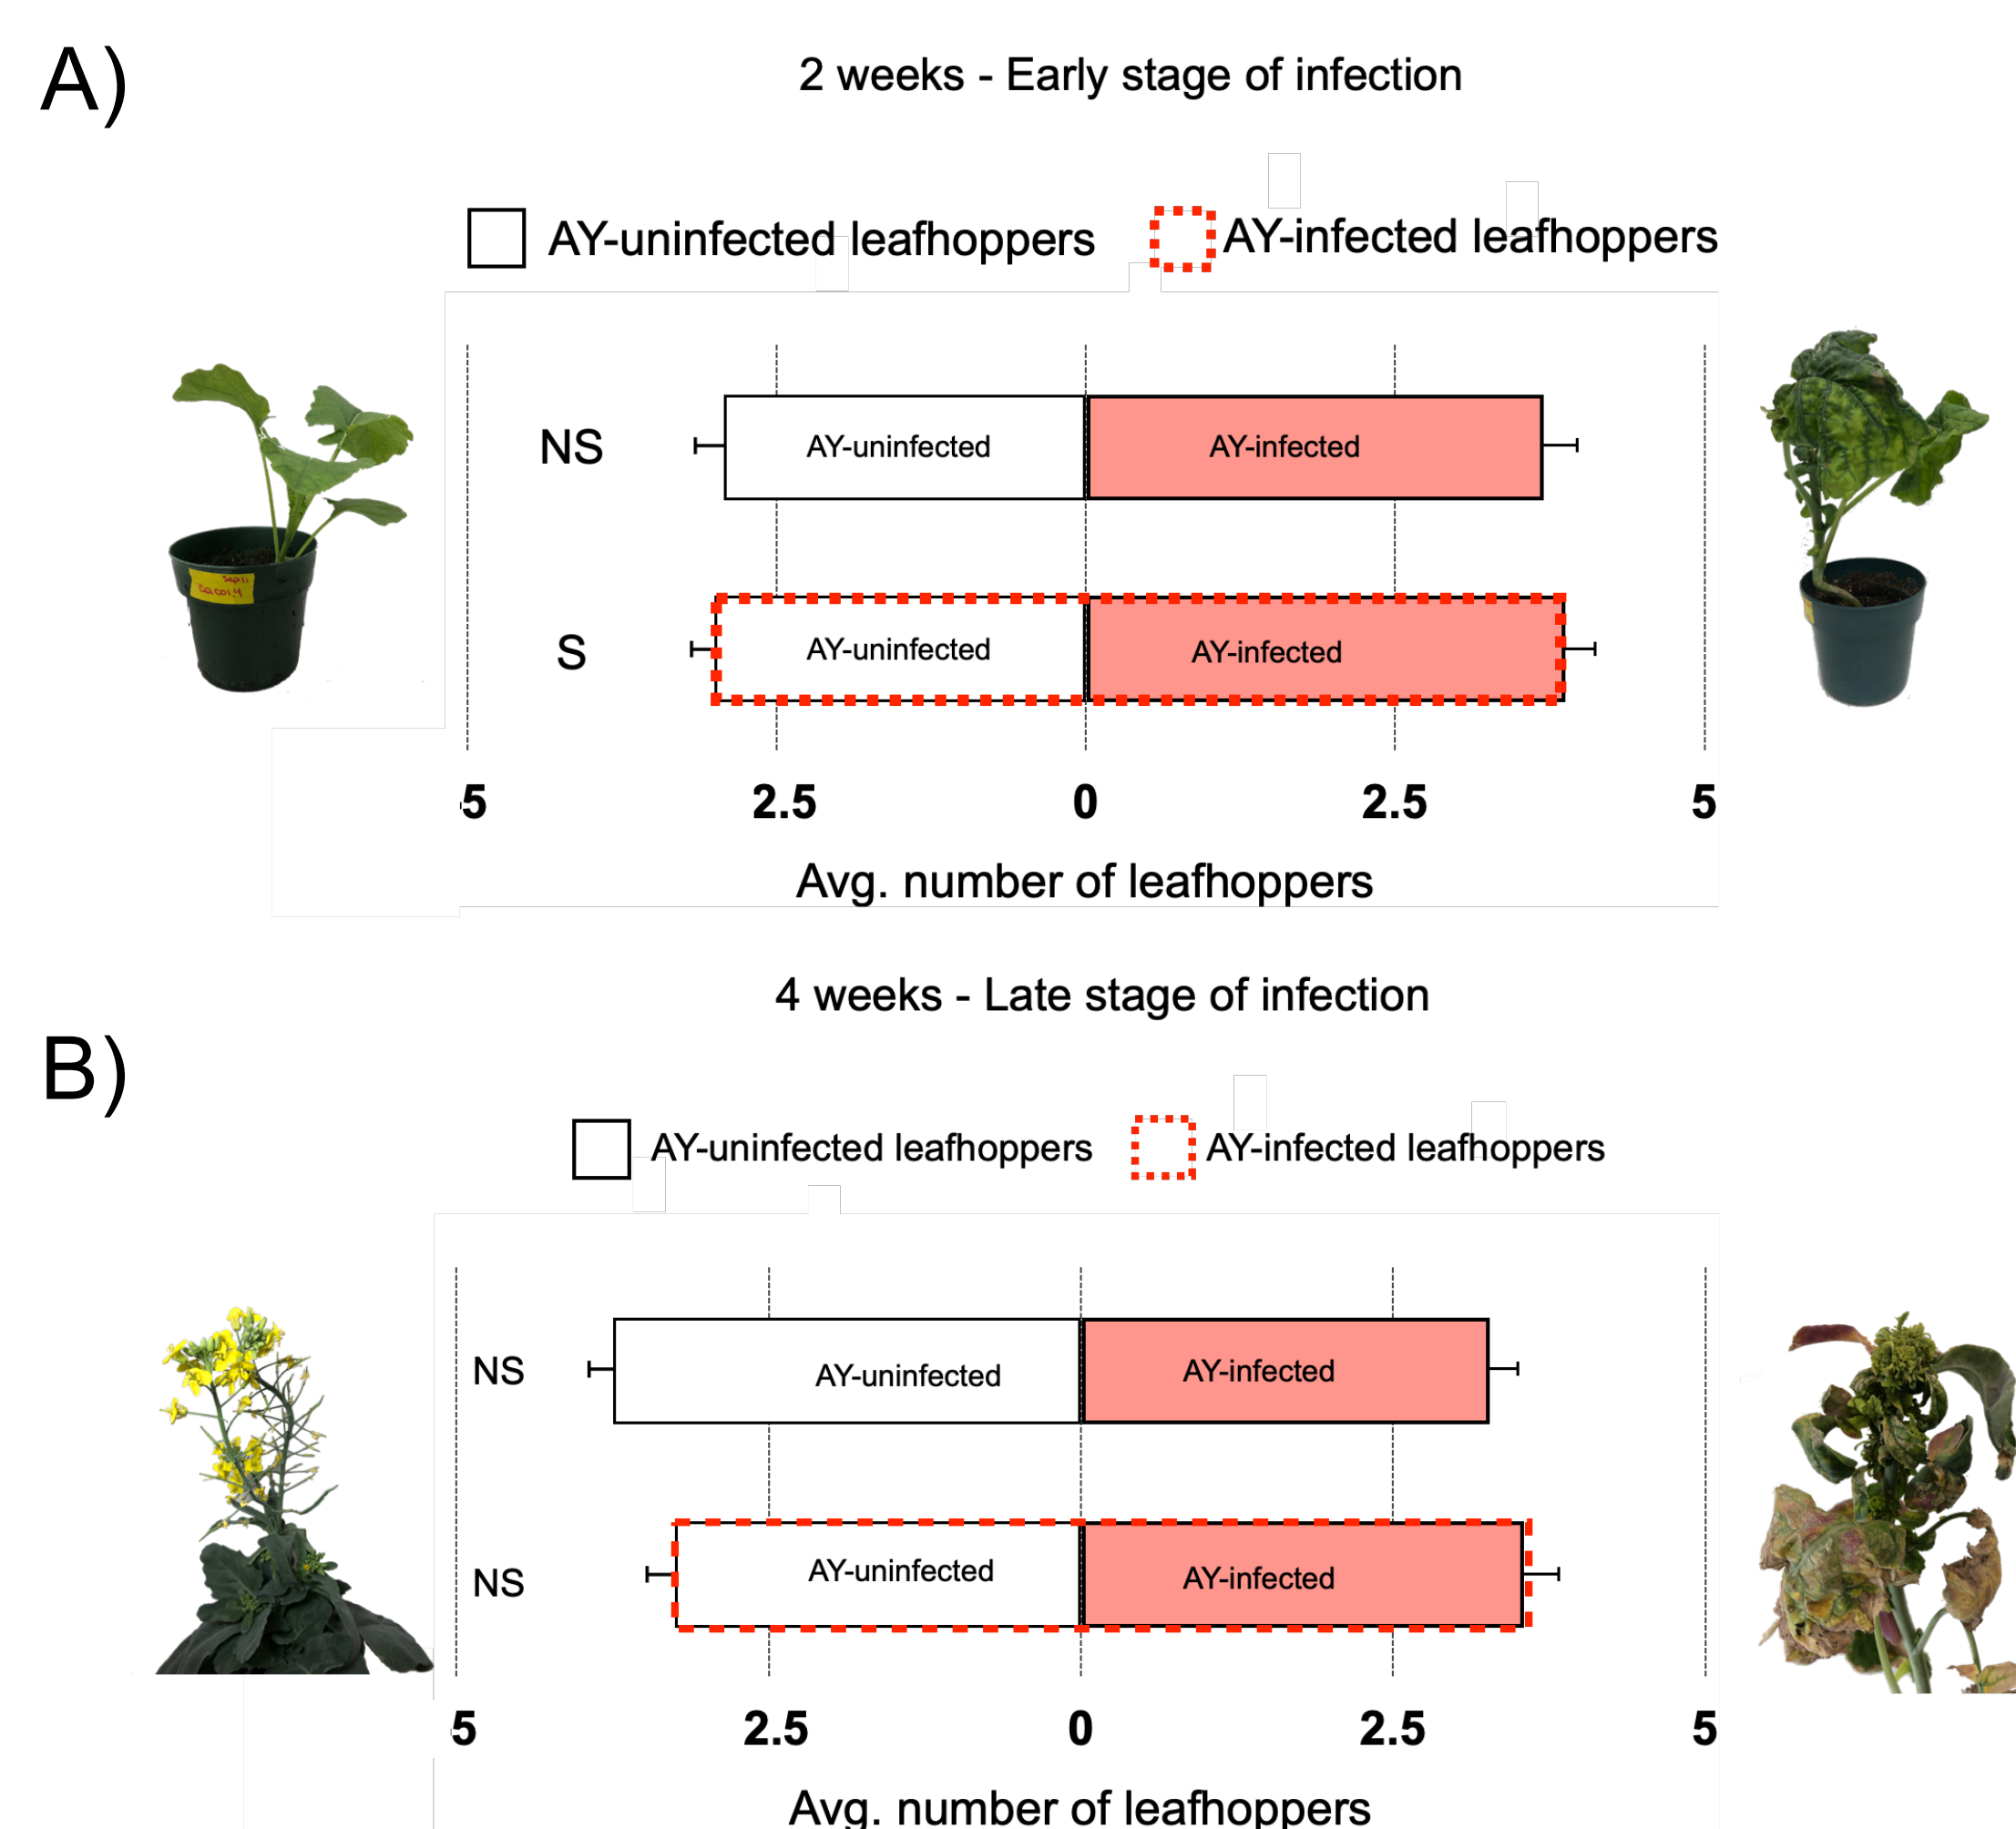 A)
2 weeks - Early stage of infection
AY-uninfected leafhoppers
AY-infected leafhoppers
NS
AY-uninfected
AY-infected
S
AY-uninfected
AY-infected
5
2.5
0
2.5
5
Avg. number of leafhoppers
4 weeks - Late stage of infection
B)
AY-uninfected leafhoppers
AY-infected leafhoppers
NS
AY-uninfected
AY-infected
NS
AY-uninfected
AY-infected
5
2.5
0
2.5
5
Avg. number of leafhoppers